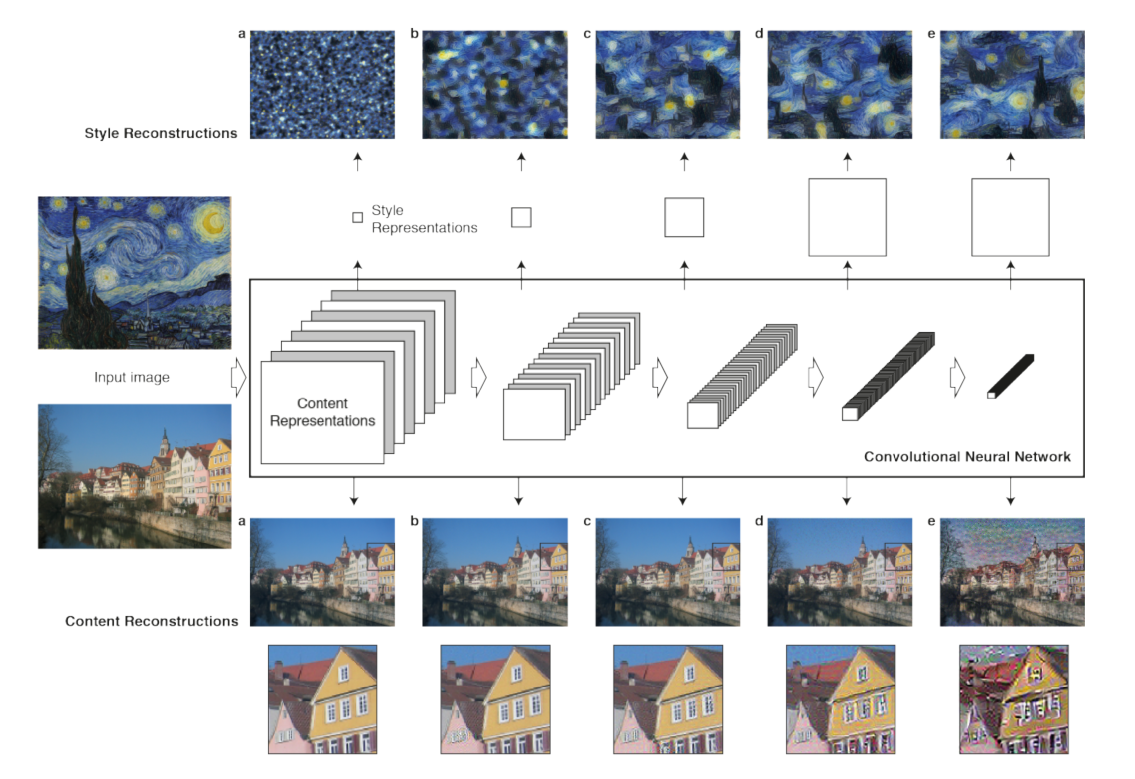 a
b
c
d
e
Style Reconstructions
Style
Representations
Input image
Content
Representations
Convolutional Neural Network
a
b
c
d
e
Content Reconstructions